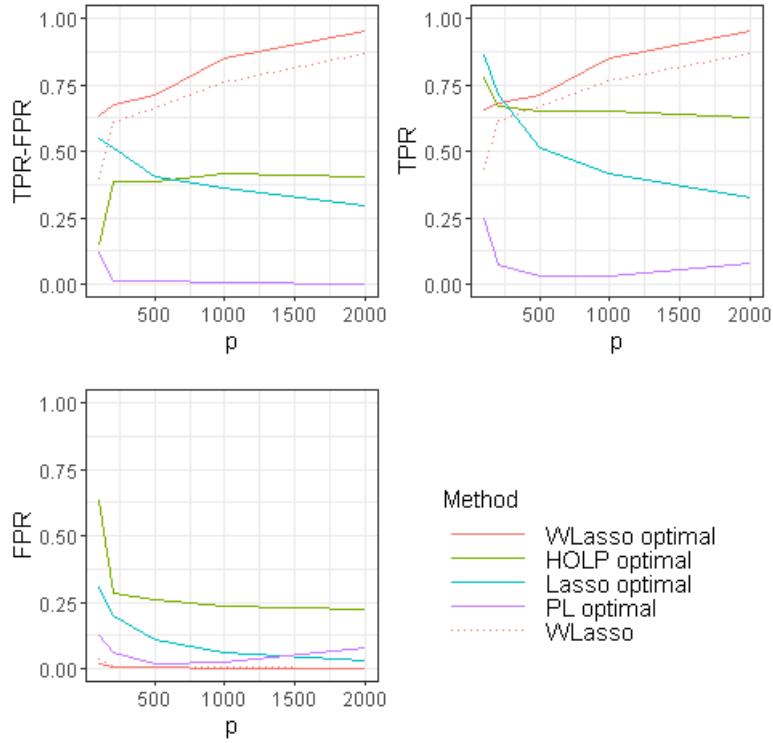 TPR-FPR
1.00
0.75
0.50
0.25
0.00
500 1000 1500 2000
p
TPR
1.00
0.75
0.50
0.25
0.00
500 1000 1500 2000
p
FPR
1.00
0.75
0.50
0.25
0.00
500 1000 1500 2000
p
Method
WLasso optimal
HOLP optimal
Lasso optimal
PL optimal
WLasso